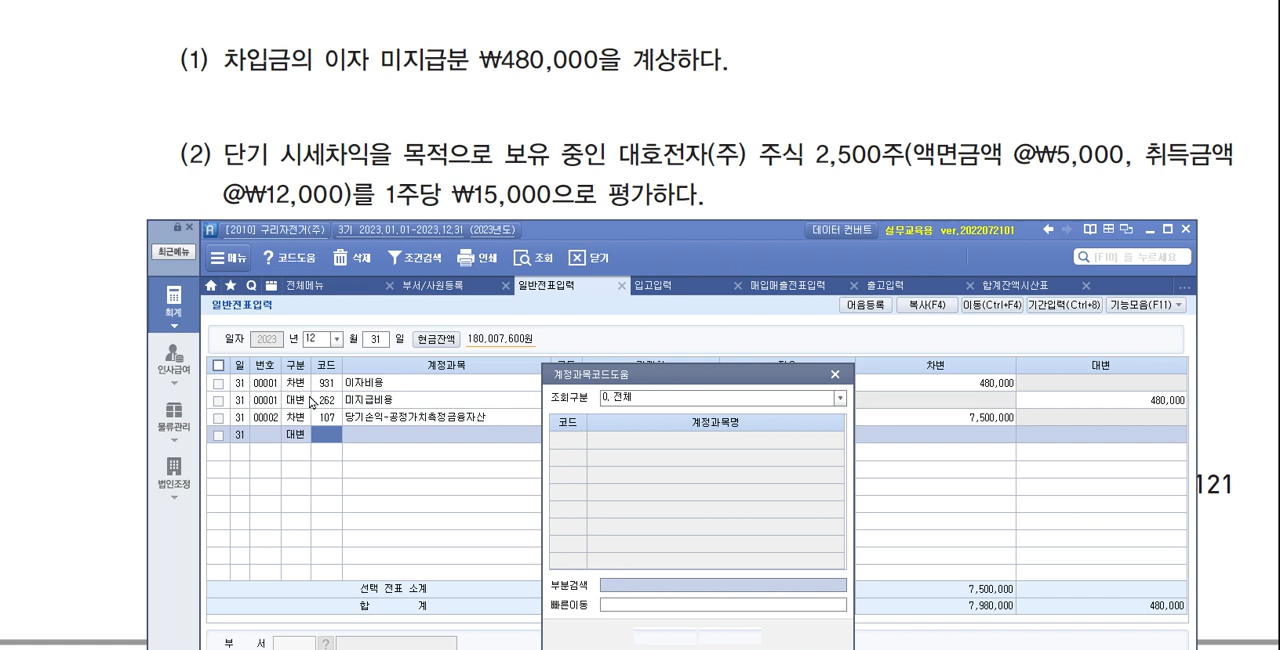 (1) 차입금의 이자 미지급분 ₩480,000을 계상하다.
(2) 단기 시세차익을 목적으로 보유 중인 대호전자(주) 주식 2,500주(액면금액 @₩5,000, 취득금액
@₩12,000)를 1주당 ₩15,000으로 평가하다.
[2010] 구리자전거(주) 3기 2023.01.01-2023.12.31 (2023년도) 데이터 컨버트 실무교육용 ver.2022072101
최근메뉴
메뉴 ? 코드도움 삭제 조건검색 인쇄 조회 닫기 [F10] 을 누르세요
전체메뉴 부서/사원등록 일반전표입력 입고입력 매입매출전표입력 출고입력 합계잔액시산표 ...
회계
일반전표입력 어음등록 복사(F4) 이동(Ctrl+F4) 기간입력(Ctrl+8) 기능모음(F11)
일자 2023 년 12 월 31 일 현금잔액 180,007,600원
일 번호 구분 코드 계정과목 차변 대변
31 00001 차변 931 이자비용 480,000
31 00001 대변 262 미지급비용 480,000
31 00002 차변 107 당기손익-공정가치측정금융자산 7,500,000
31 대변
인사급여
물류관리
법인조정
계정과목코드도움
조회구분 0. 전체
코드 계정과목명
부분검색
빠른이동
121
선택 전표 소계 7,500,000
합 계 7,980,000 480,000
부 서 ?